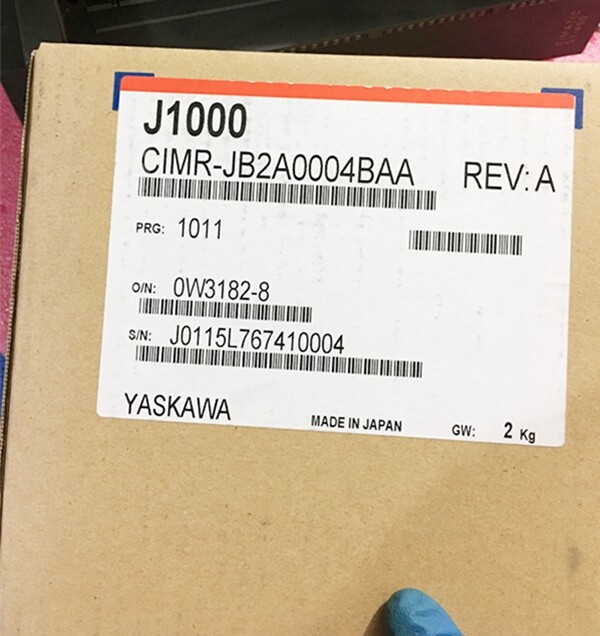 J1000
CIMR-JB2A0004BAA REV: A
PRG: 1011
O/N: 0W3182-8
S/N: J0115L767410004
YASKAWA MADE IN JAPAN GW: 2 Kg